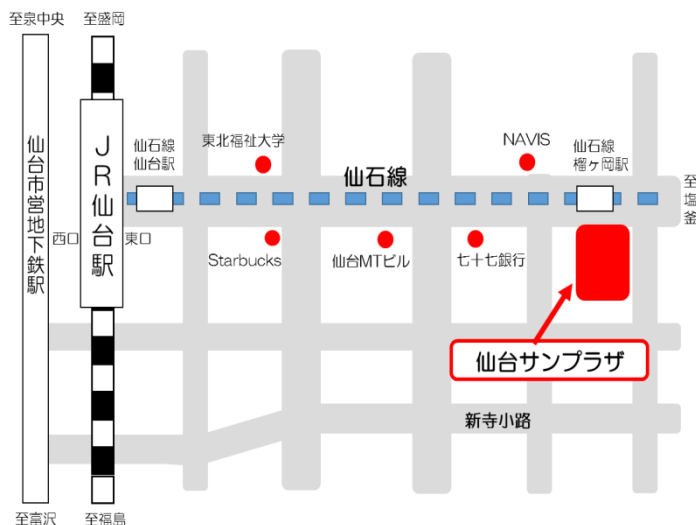 至泉中央
至盛岡
仙台市営地下鉄駅
JR仙台駅
西口
東口
仙石線
仙台駅
東北福祉大学
仙石線
NAVIS
仙石線
榴ヶ岡駅
至塩釜
Starbucks
仙台MTビル
七十七銀行
仙台サンプラザ
新寺小路
至富沢
至福島